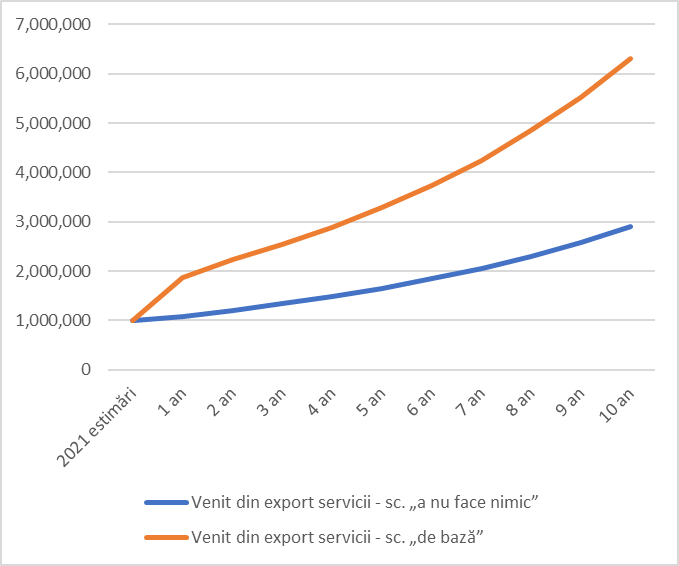 7,000,000
6,000,000
5,000,000
4,000,000
3,000,000
2,000,000
1,000,000
0
2021 estimări
1 an
2 an
3 an
4 an
5 an
6 an
7 an
8 an
9 an
10 an
Venit din export servicii - sc. „a nu face nimic”
Venit din export servicii - sc. „de bază”